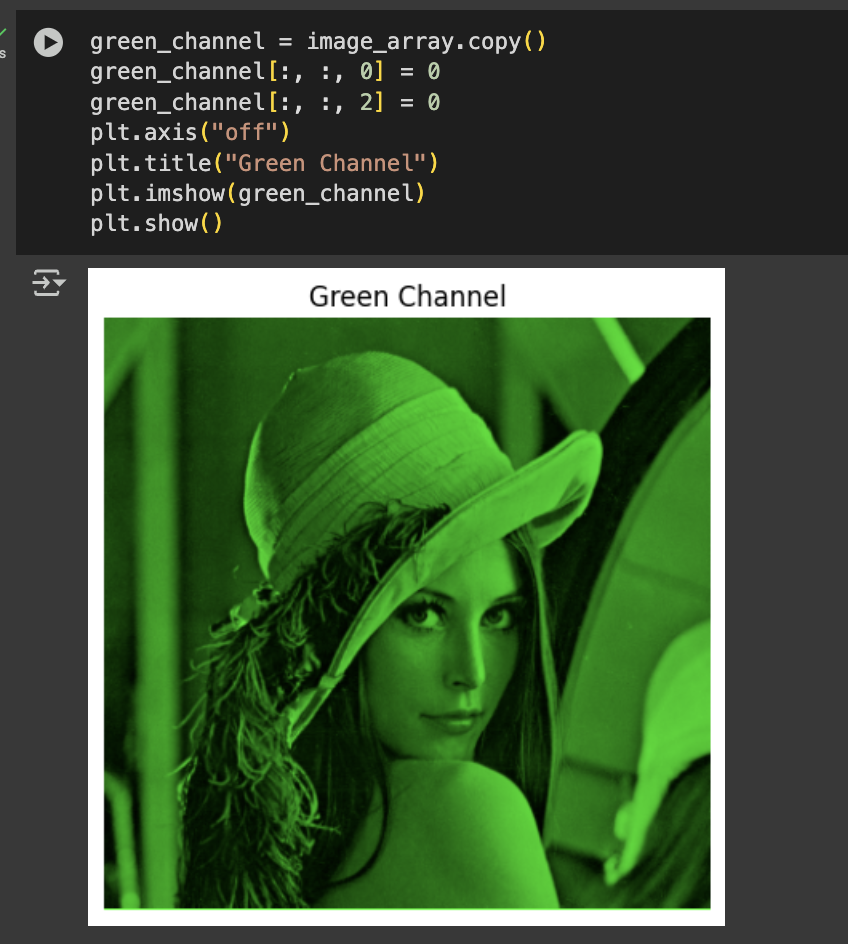 green_channel = image_array.copy()
green_channel[:, :, 0] = 0
green_channel[:, :, 2] = 0
plt.axis("off")
plt.title("Green Channel")
plt.imshow(green_channel)
plt.show()
s
Green Channel